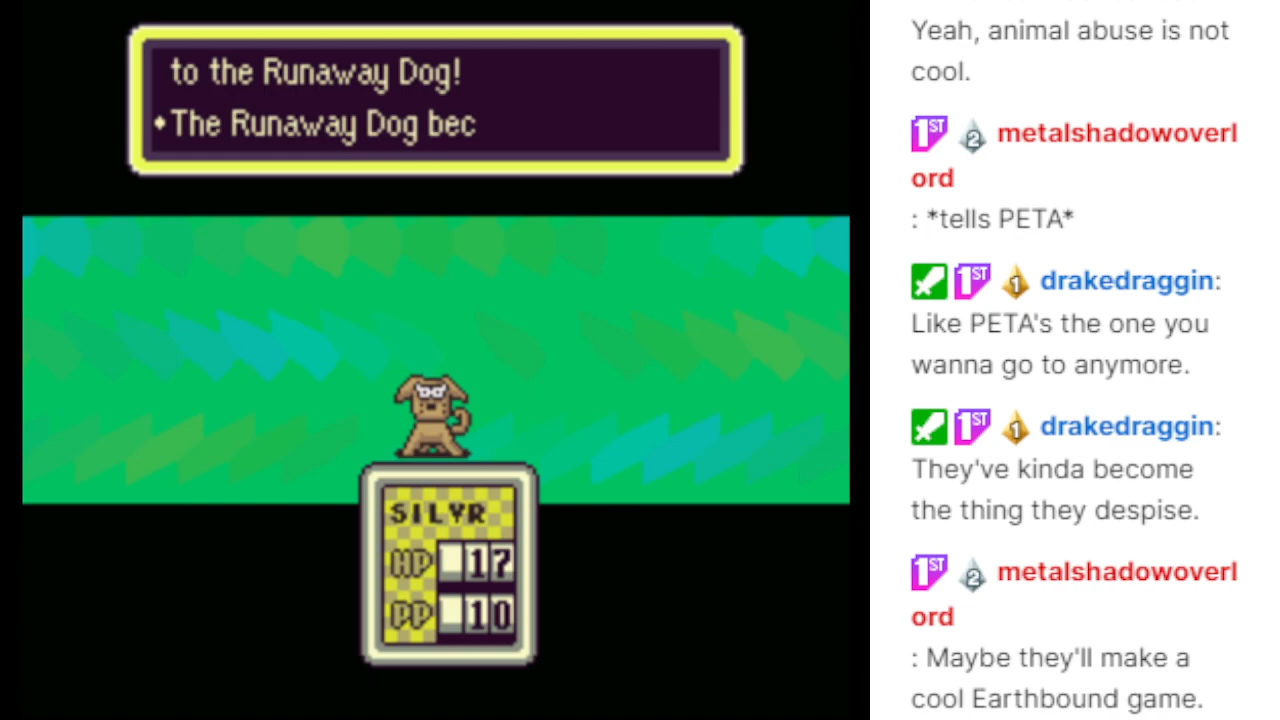 to the Runaway Dog!
•The Runaway Dog bec
SILVR
HP 17
PP 10
Yeah, animal abuse is not
cool.
1ST 2 metalshadowoverl
ord
: *tells PETA*
1ST 1 drakedraggin:
Like PETA's the one you
wanna go to anymore.
1ST 1 drakedraggin:
They've kinda become
the thing they despise.
1ST 2 metalshadowoverl
ord
: Maybe they'll make a
cool Earthbound game.